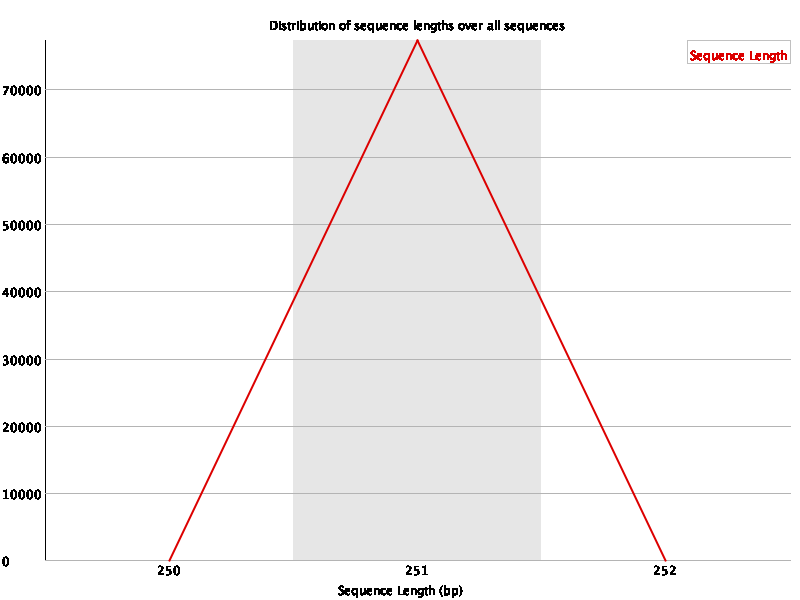 Distribution of sequence lengths over all sequences
Sequence Length
70000
60000
50000
40000
30000
20000
10000
0
250 251 252
Sequence Length (bp)